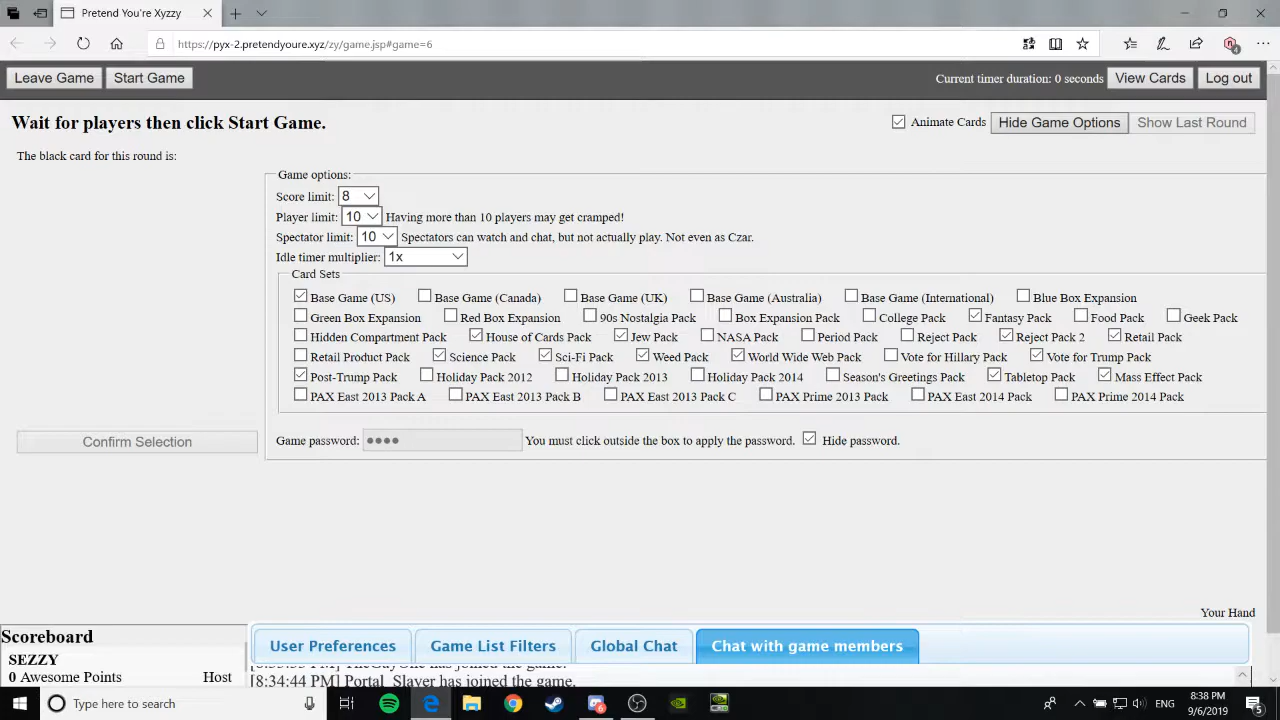 Pretend You're Xyzzy
https://pyx-2.pretendyoure.xyz/zy/game.jsp#game=6
4
Leave Game Start Game Current timer duration: 0 seconds View Cards Log out
Wait for players then click Start Game. Animate Cards Hide Game Options Show Last Round
The black card for this round is:
Game options:
Score limit: 8
Player limit: 10 Having more than 10 players may get cramped!
Spectator limit: 10 Spectators can watch and chat, but not actually play. Not even as Czar.
Idle timer multiplier: 1x
Card Sets
Base Game (US) Base Game (Canada) Base Game (UK) Base Game (Australia) Base Game (International) Blue Box Expansion
Green Box Expansion Red Box Expansion 90s Nostalgia Pack Box Expansion Pack College Pack Fantasy Pack Food Pack Geek Pack
Hidden Compartment Pack House of Cards Pack Jew Pack NASA Pack Period Pack Reject Pack Reject Pack 2 Retail Pack
Retail Product Pack Science Pack Sci-Fi Pack Weed Pack World Wide Web Pack Vote for Hillary Pack Vote for Trump Pack
Post-Trump Pack Holiday Pack 2012 Holiday Pack 2013 Holiday Pack 2014 Season's Greetings Pack Tabletop Pack Mass Effect Pack
PAX East 2013 Pack A PAX East 2013 Pack B PAX East 2013 Pack C PAX Prime 2013 Pack PAX East 2014 Pack PAX Prime 2014 Pack
Confirm Selection Game password: ●●●● You must click outside the box to apply the password. Hide password.
Your Hand
Scoreboard
SEZZY
0 Awesome Points Host
User Preferences Game List Filters Global Chat Chat with game members
[8:33:53 PM] TheGayOne has joined the game.
[8:34:44 PM] Portal_Slayer has joined the game.
Type here to search ENG 8:38 PM
9/6/2019 5